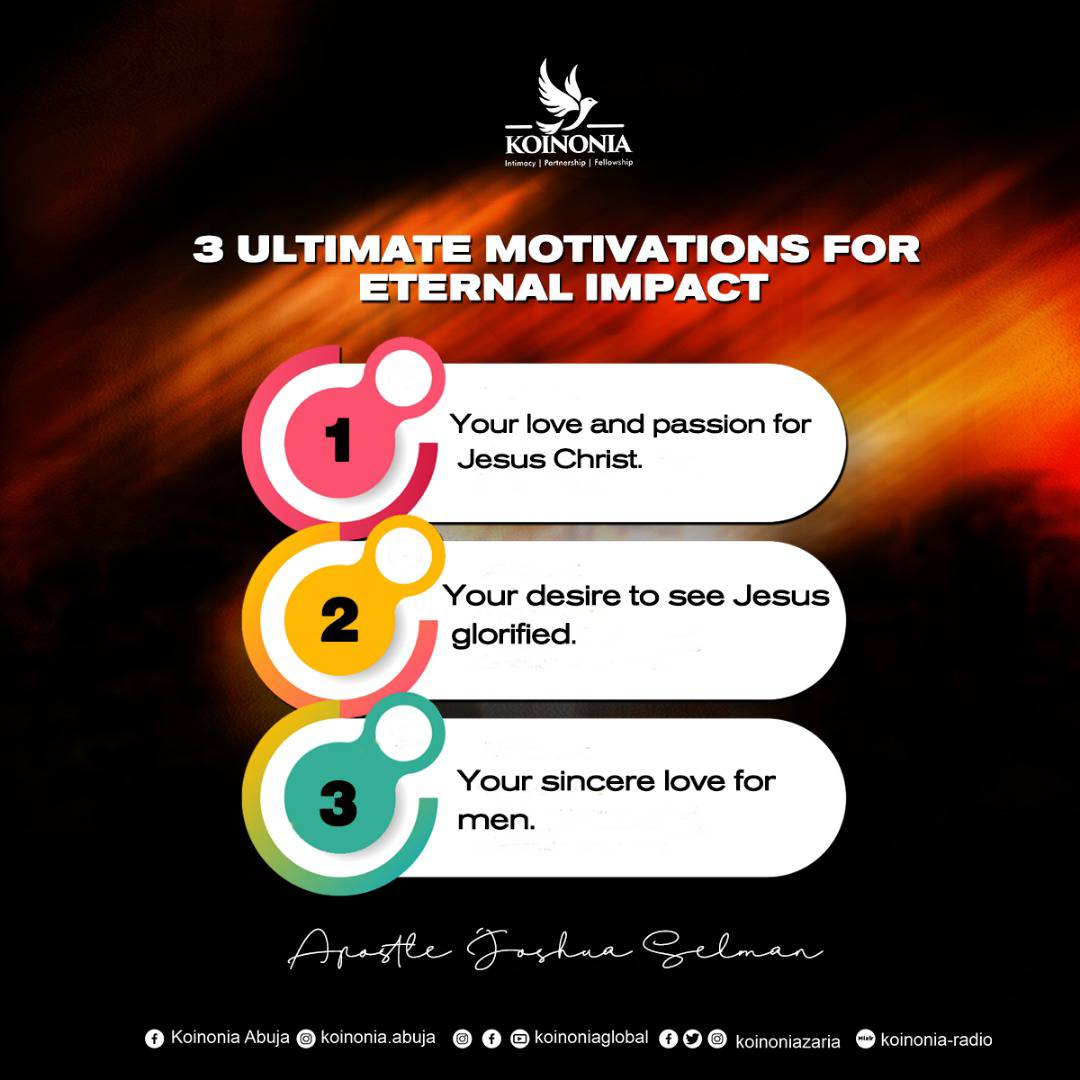 KOINONIA
Intimacy | Partnership | Fellowship
3 ULTIMATE MOTIVATIONS FOR
ETERNAL IMPACT
1
Your love and passion for
Jesus Christ.
2
Your desire to see Jesus
glorified.
3
Your sincere love for
men.
Apostle Joshua Selman
Koinonia Abuja koinonia.abuja koinoniaglobal koinoniazaria Mixlr koinonia-radio